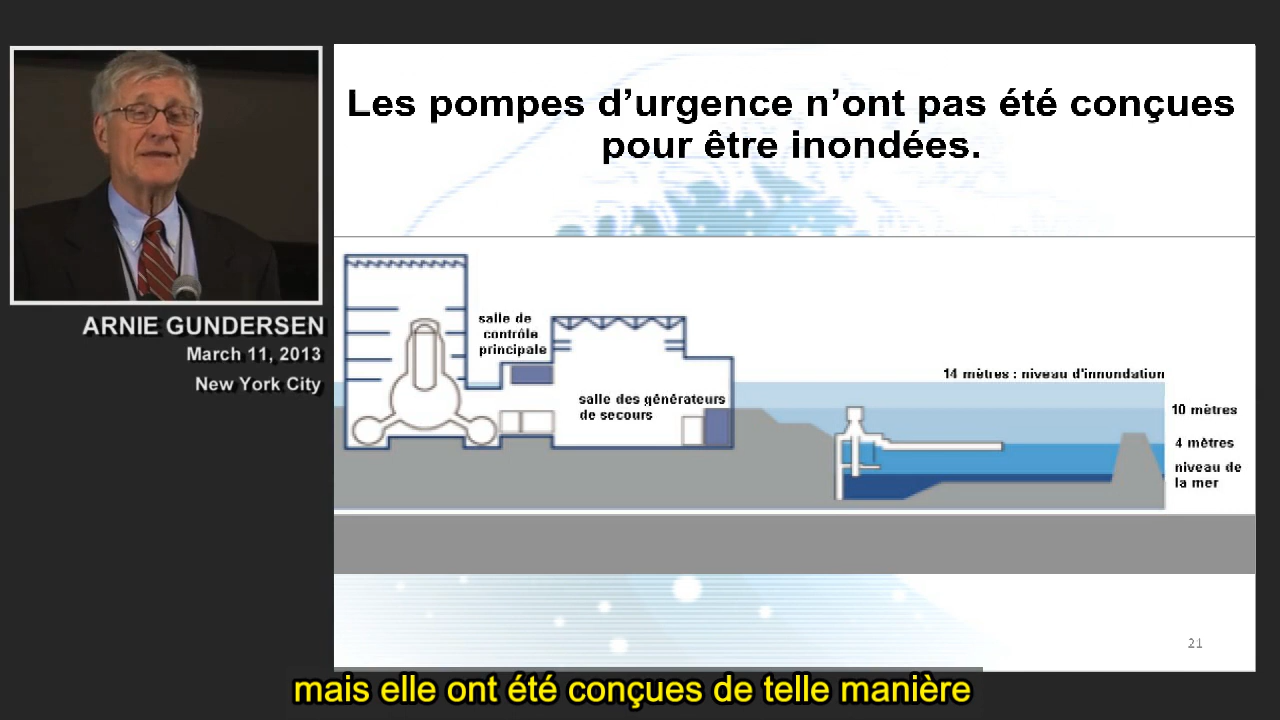 Les pompes d’urgence n’ont pas été conçues
pour être inondées.
ARNIE GUNDERSEN
March 11, 2013
New York City
salle de
contrôle
principale
salle des générateurs
de secours
14 mètres : niveau d'innondation
10 mètres
4 mètres
niveau de
la mer
21
mais elle ont été conçues de telle manière